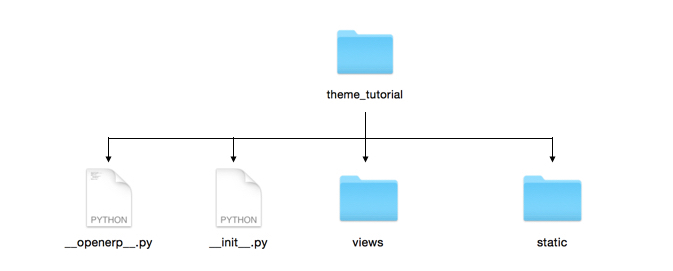 theme_tutorial
PYTHON
PYTHON
__openerp__.py
__init__.py
views
static